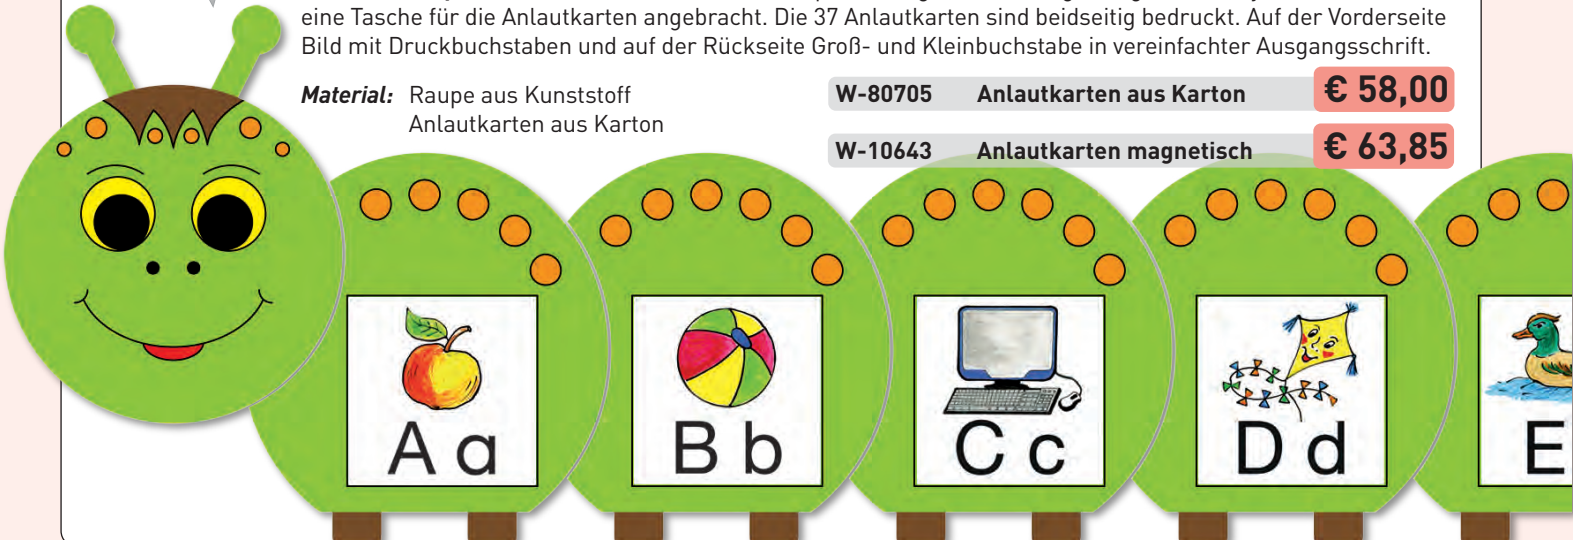 eine Tasche für die Anlautkarten angebracht. Die 37 Anlautkarten sind beidseitig bedruckt. Auf der Vorderseite
Bild mit Druckbuchstaben und auf der Rückseite Groß- und Kleinbuchstabe in vereinfachter Ausgangsschrift.
Material: Raupe aus Kunststoff
Anlautkarten aus Karton
W-80705 Anlautkarten aus Karton € 58,00
W-10643 Anlautkarten magnetisch € 63,85
A a
B b
C c
D d
E